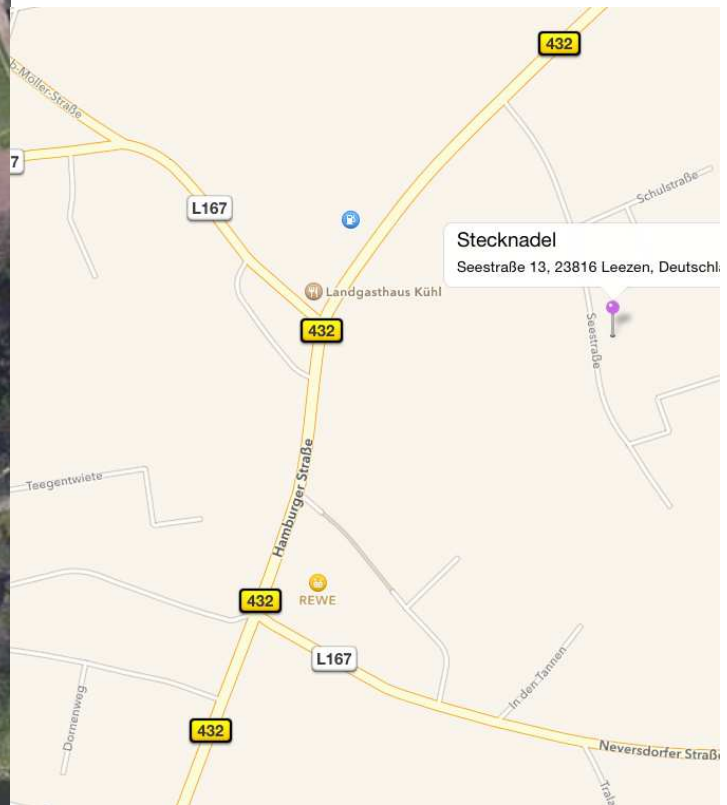 432
b-Möller-Straße
7
L167
Schulstraße
Stecknadel
Seestraße 13, 23816 Leezen, Deutschla
Landgasthaus Kühl
432
Seestraße
Hamburger Straße
Teegentwiete
REWE
432
L167
In den Tannen
Dornenweg
432
Neversdorfer Straße
Trala